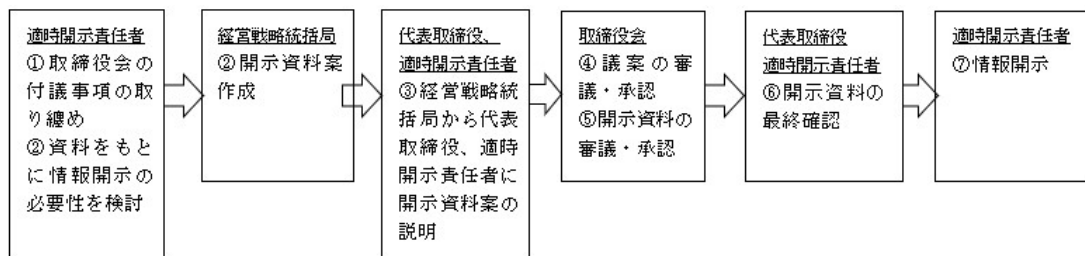 適時開示責任者
①取締役会の
付議事項の取
り纏め
②資料をもと
に情報開示の
必要性を検討
経営戦略統括局
②開示資料案
作成
代表取締役、
適時開示責任者
③経営戦略統
括局から代表
取締役、適時
開示責任者に
開示資料案の
説明
取締役会
④議案の審
議・承認
⑤開示資料の
審議・承認
代表取締役
適時開示責任者
⑥開示資料の
最終確認
適時開示責任者
⑦情報開示